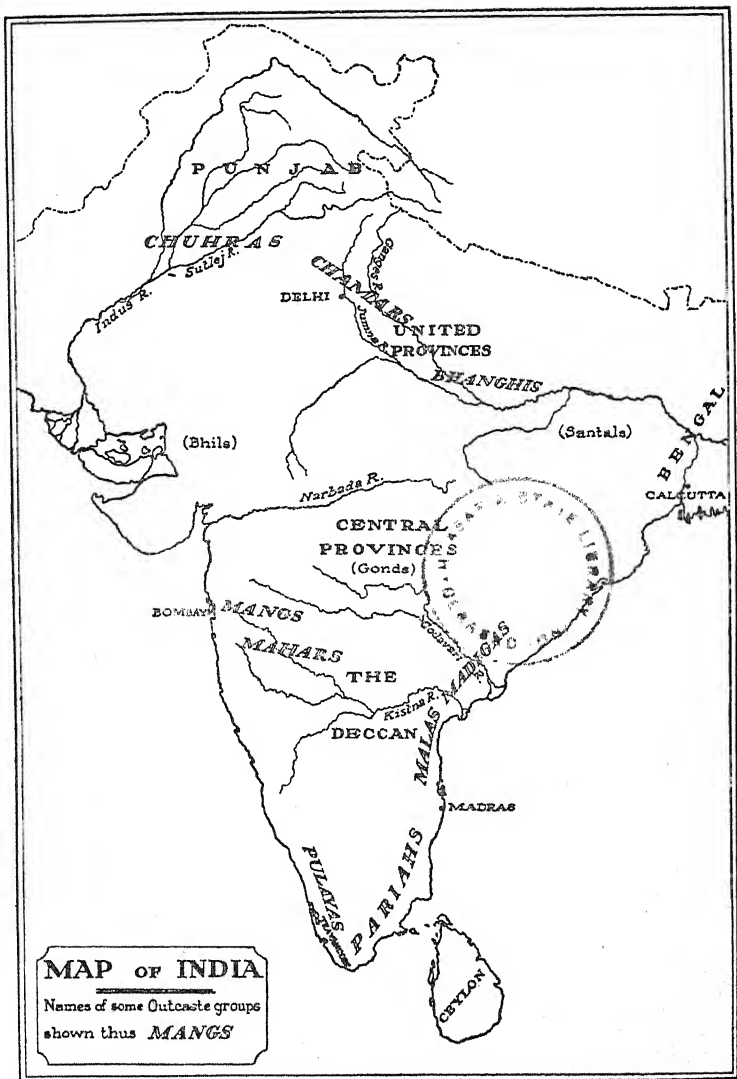 PUNJAB
CHUHRAS
Sutlej R.
Indus R.
CHAMARS
Ganges R.
DELHI
Jumna R.
UNITED
PROVINCES
BHANGHIS
(Bhils)
(Santals)
BENGAL
CALCUTTA
Narbada R.
CENTRAL
PROVINCES
(Gonds)
STATE LIBRARY
BOMBAY
MANGS
MAHARS
Godavari R.
MADIGAS
THE
DECCAN
Kistna R.
MALAS
MADRAS
PULAYAS
PARIAHS
CEYLON
MAP OF INDIA
Names of some Outcaste groups
shown thus MANGS